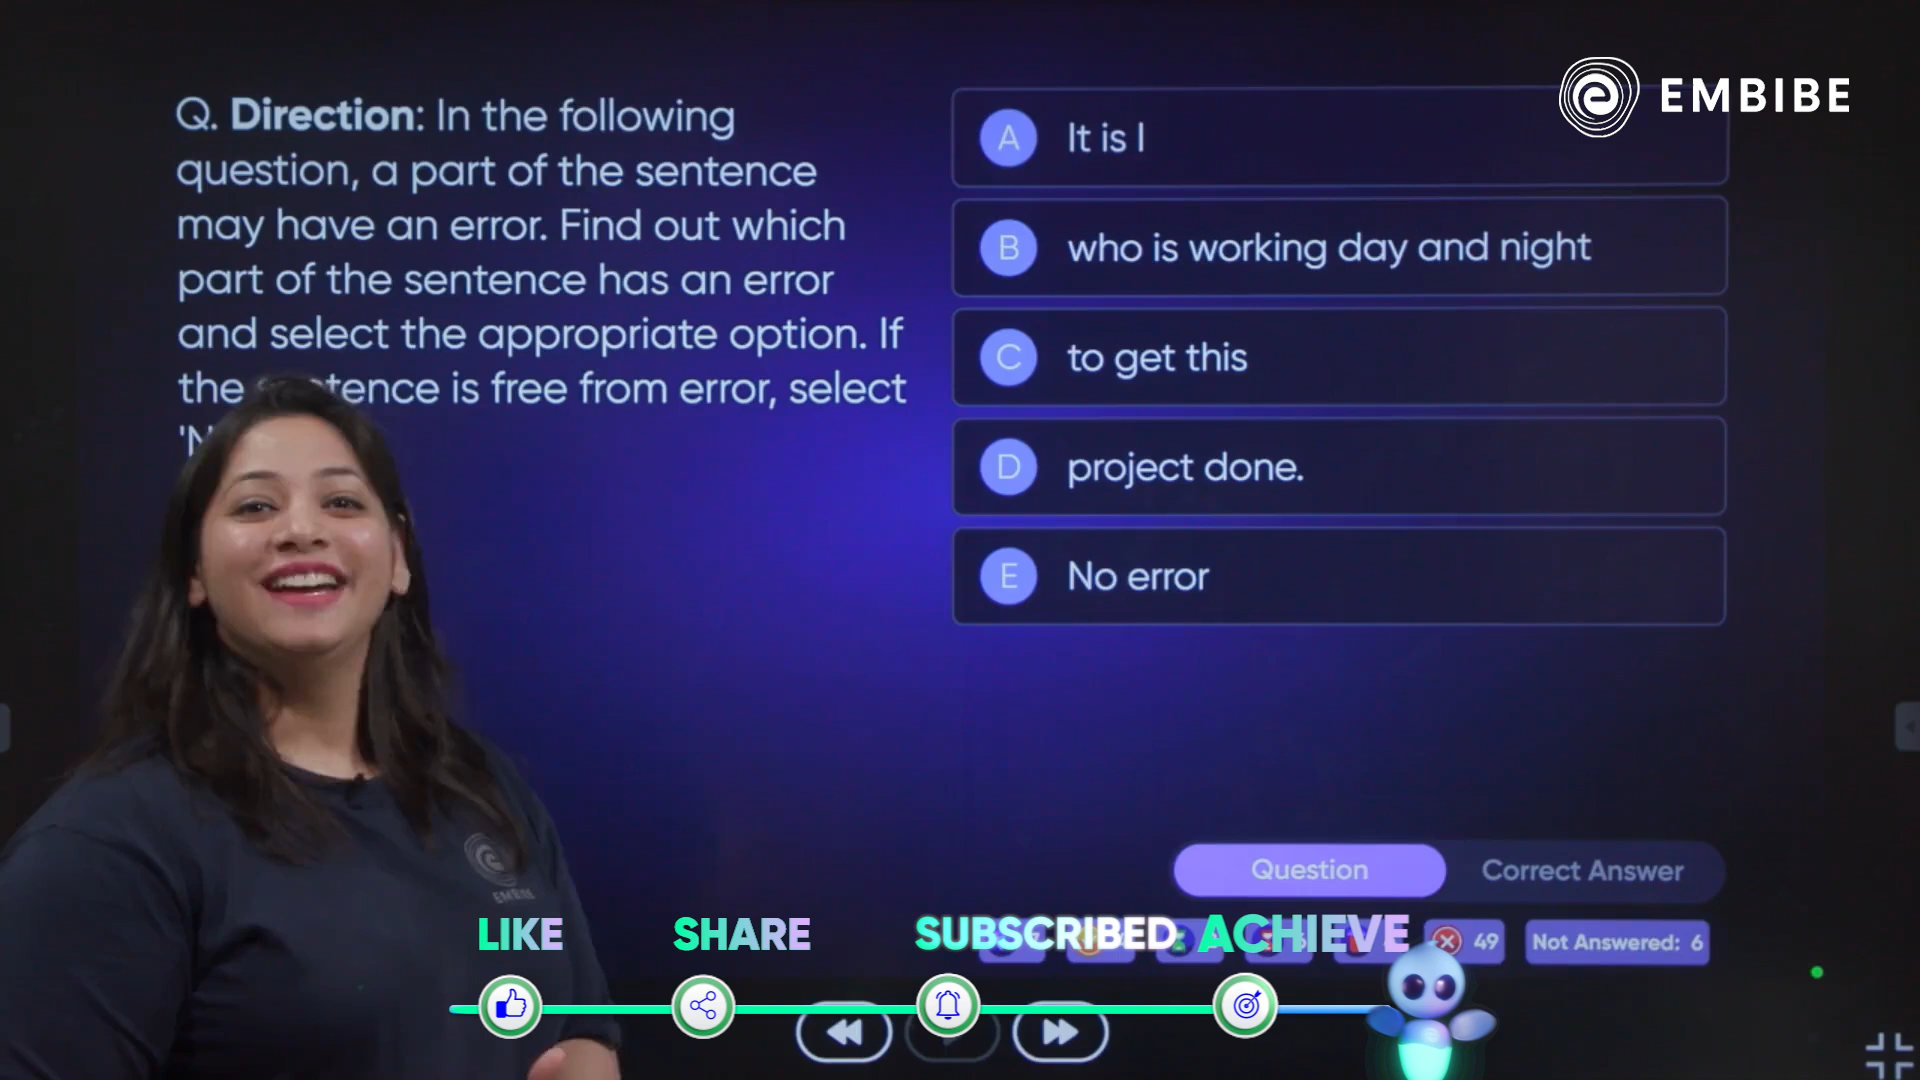 EMBIBE
Q. Direction: In the following
question, a part of the sentence
may have an error. Find out which
part of the sentence has an error
and select the appropriate option. If
the sentence is free from error, select
A It is I
B who is working day and night
C to get this
D project done.
E No error
Question
Correct Answer
LIKE
SHARE
SUBSCRIBED
ACHIEVE
49
Not Answered: 6